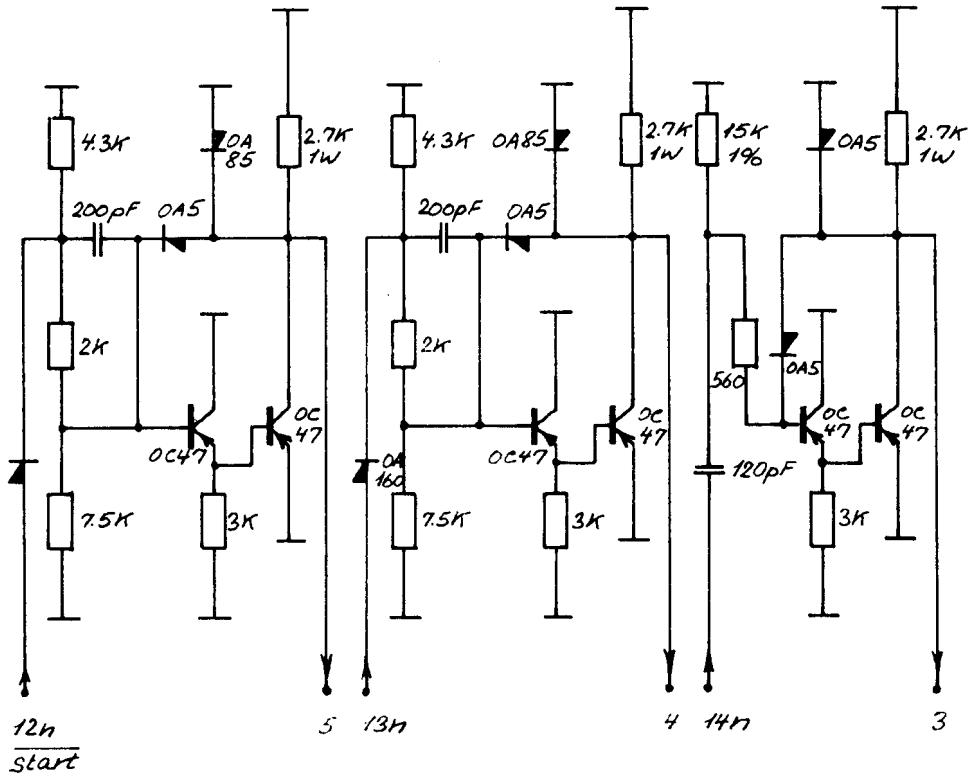 4.3K
OA
85
2.7K
1W
200pF
OA5
2K
OC47
OC
47
7.5K
3K
12n
start
5
4.3K
OA85
2.7K
1W
200pF
OA5
2K
OC47
OC
47
OA
160
7.5K
3K
13n
4
15K
1%
OA5
2.7K
1W
560
OA5
OC
47
OC
47
120pF
3K
14n
3